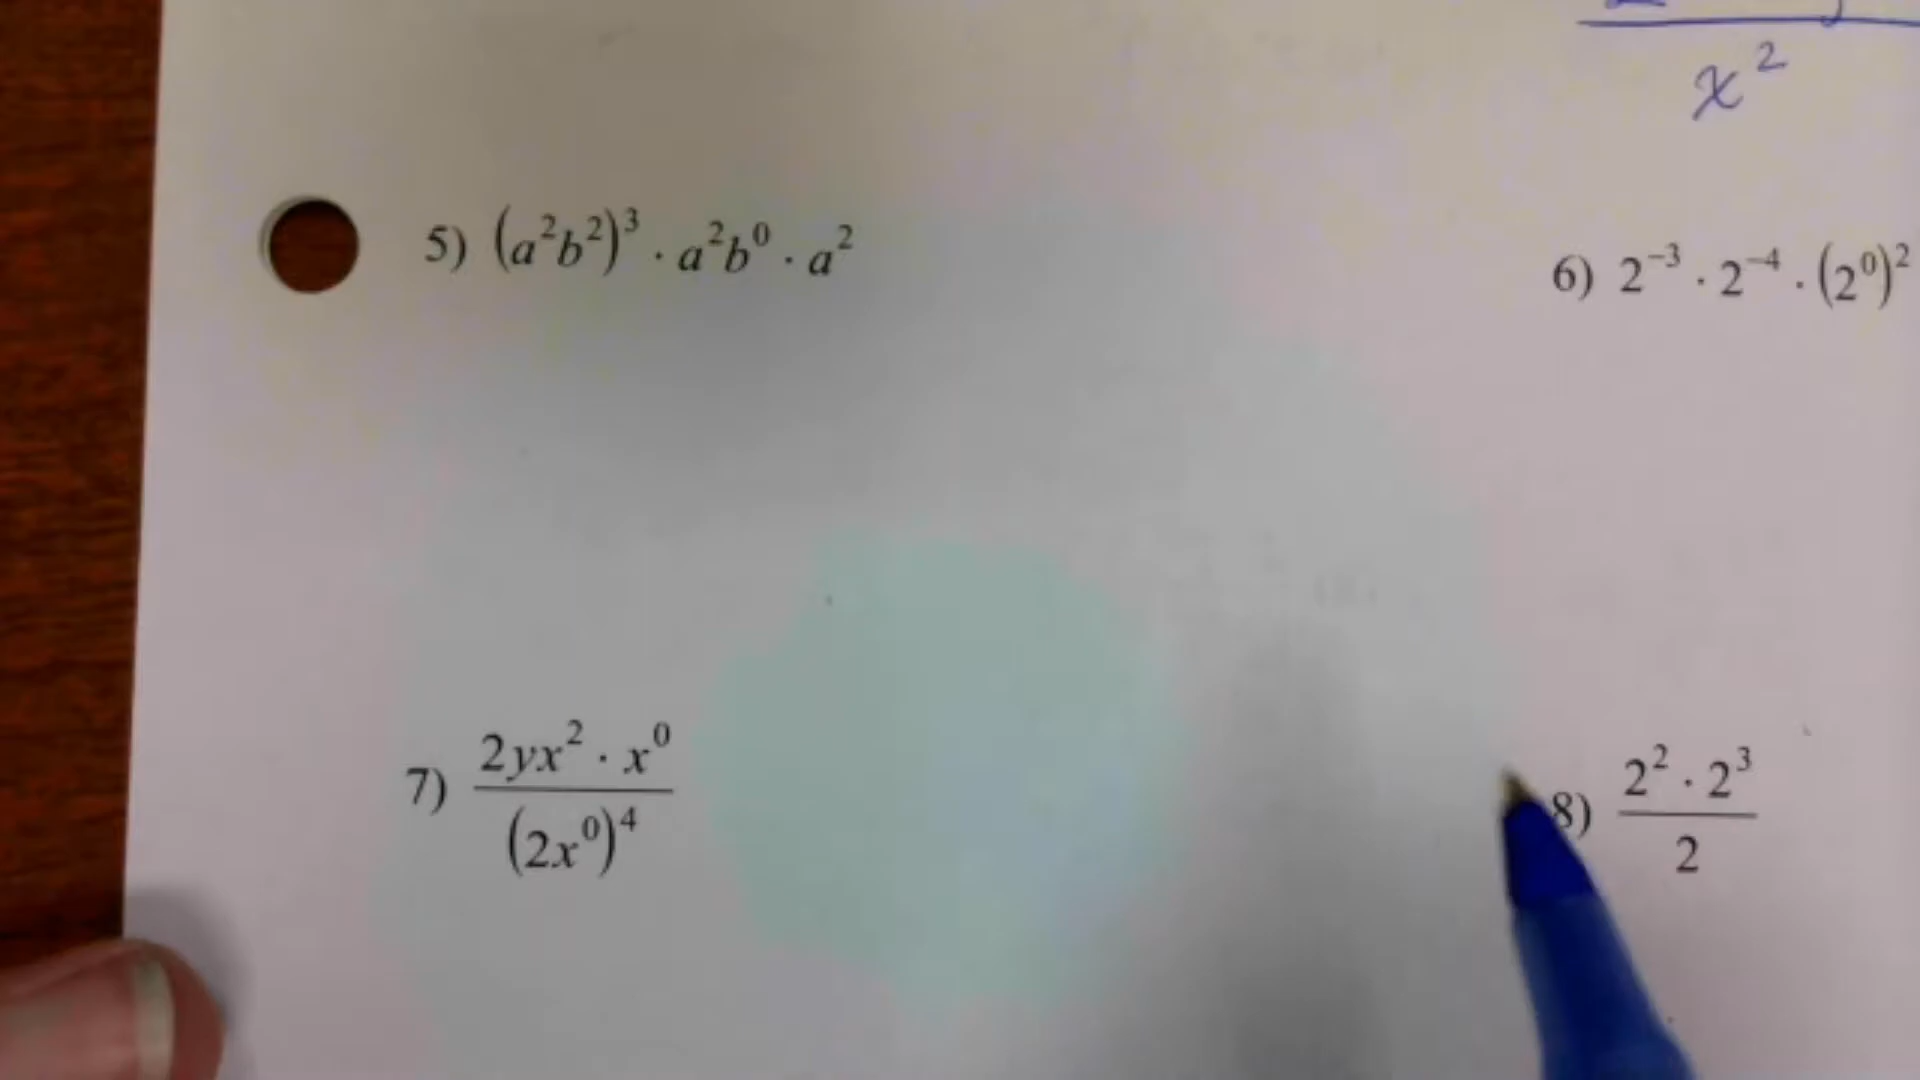 x²
5) (a²b²)³ · a²b⁰ · a²
6) 2⁻³ · 2⁻⁴ · (2⁰)²
7) 2yx² · x⁰
(2x⁰)⁴
8) 2² · 2³
2